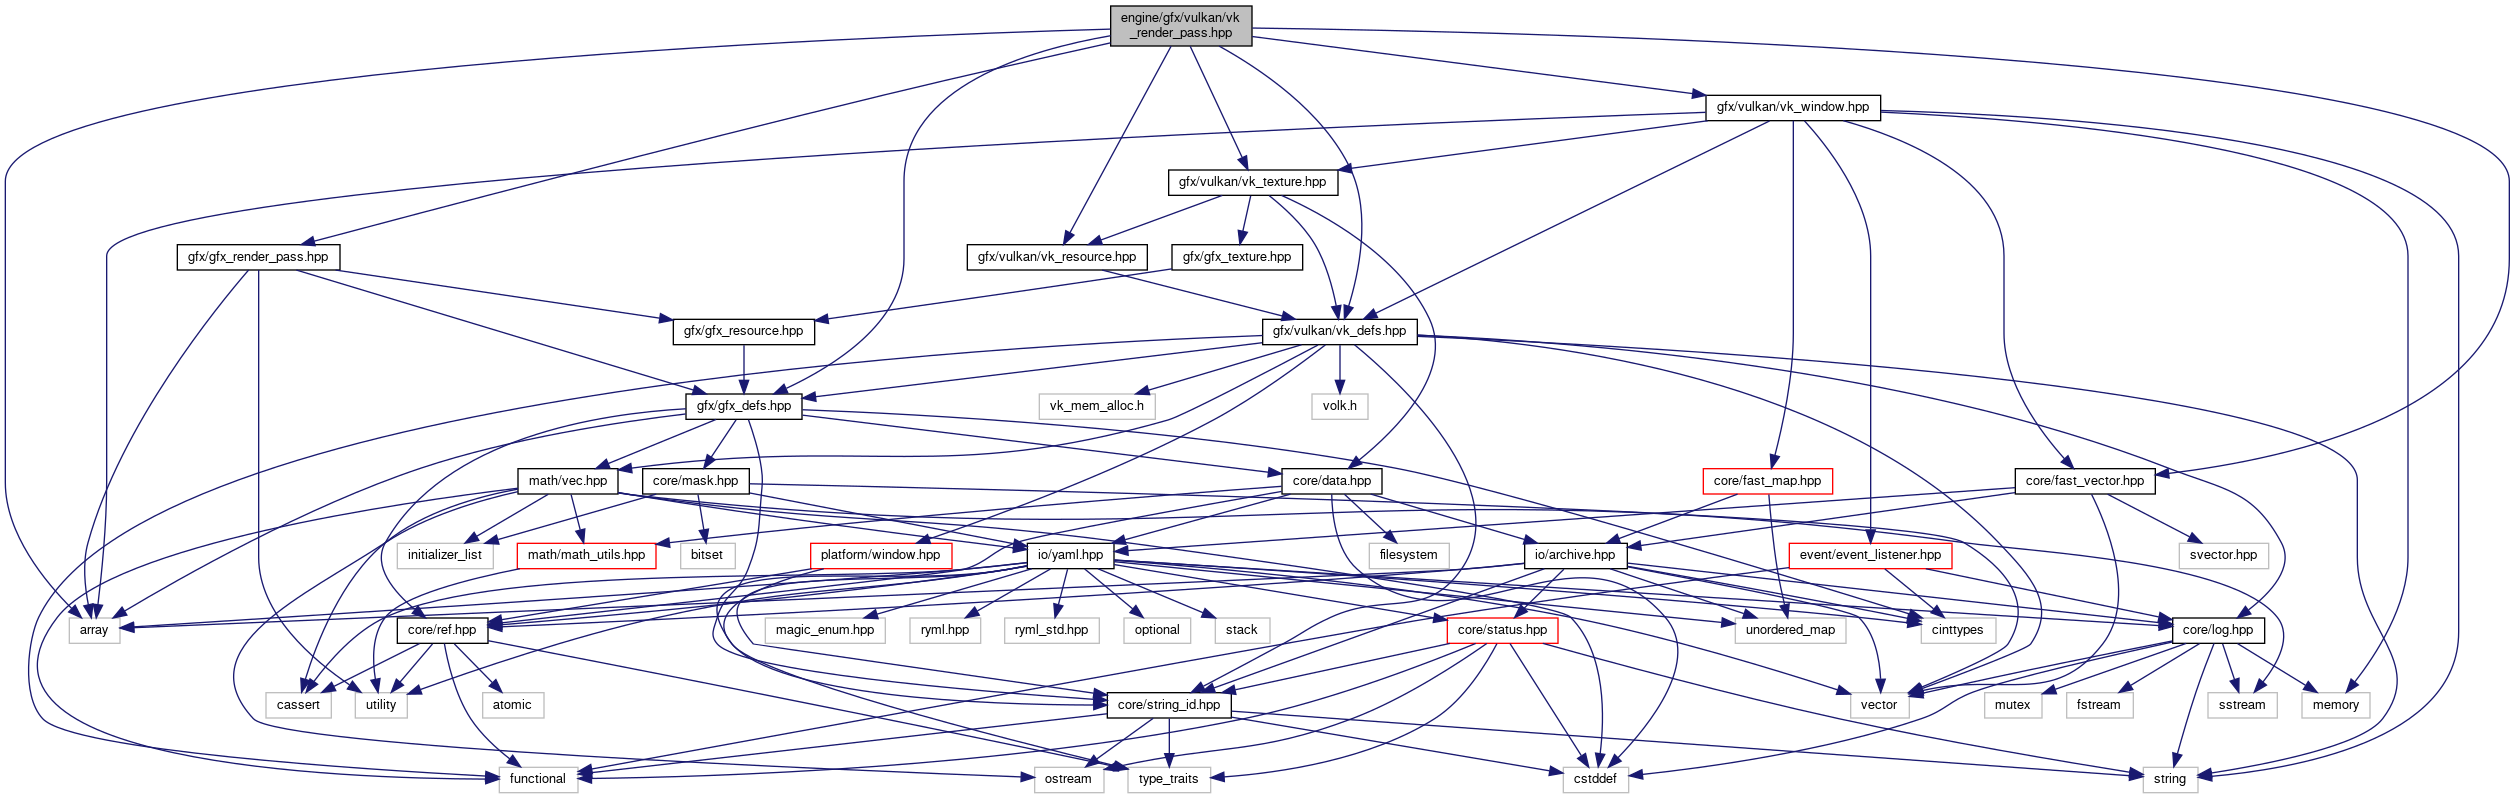 engine/gfx/vulkan/vk
_render_pass.hpp
gfx/vulkan/vk_window.hpp
gfx/vulkan/vk_texture.hpp
gfx/gfx_render_pass.hpp
gfx/vulkan/vk_resource.hpp
gfx/gfx_texture.hpp
gfx/gfx_resource.hpp
gfx/vulkan/vk_defs.hpp
gfx/gfx_defs.hpp
vk_mem_alloc.h
volk.h
math/vec.hpp
core/mask.hpp
core/data.hpp
core/fast_map.hpp
core/fast_vector.hpp
initializer_list
math/math_utils.hpp
bitset
platform/window.hpp
io/yaml.hpp
filesystem
io/archive.hpp
event/event_listener.hpp
svector.hpp
array
core/ref.hpp
magic_enum.hpp
ryml.hpp
ryml_std.hpp
optional
stack
core/status.hpp
unordered_map
cinttypes
core/log.hpp
cassert
utility
atomic
core/string_id.hpp
vector
mutex
fstream
sstream
memory
functional
ostream
type_traits
cstddef
string